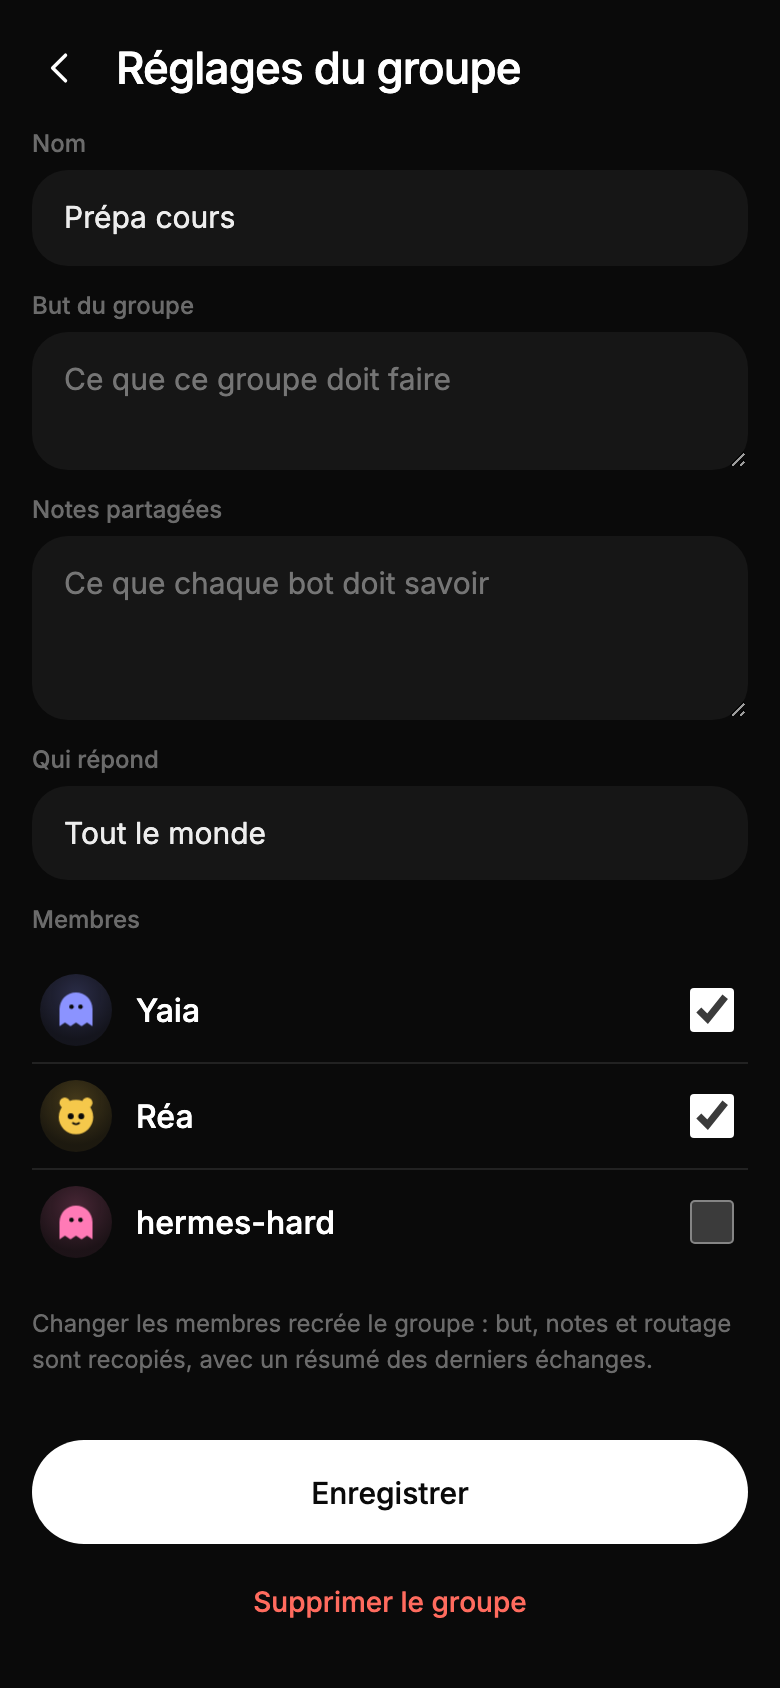 Réglages du groupe
Nom
Prépa cours
But du groupe
Ce que ce groupe doit faire
Notes partagées
Ce que chaque bot doit savoir
Qui répond
Tout le monde
Membres
Yaia
Réa
hermes-hard
Changer les membres recrée le groupe : but, notes et routage
sont recopiés, avec un résumé des derniers échanges.
Enregistrer
Supprimer le groupe